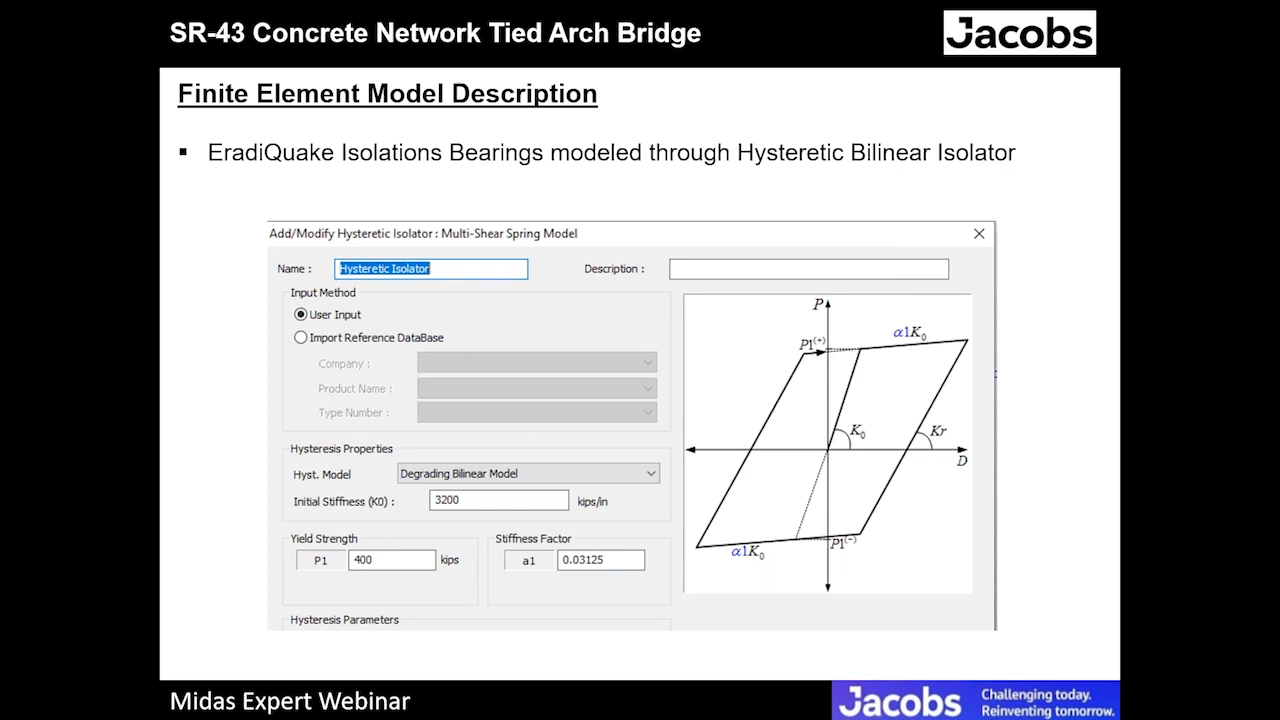 SR-43 Concrete Network Tied Arch Bridge
Jacobs
Finite Element Model Description
▪ EradiQuake Isolations Bearings modeled through Hysteretic Bilinear Isolator
Add/Modify Hysteretic Isolator : Multi-Shear Spring Model
Name : Hysteretic Isolator Description :
Input Method
User Input
Import Reference DataBase
Company :
Product Name :
Type Number :
Hysteresis Properties
Hyst. Model Degrading Bilinear Model
Initial Stiffness (K0) : 3200 kips/in
Yield Strength Stiffness Factor
P1 400 kips a1 0.03125
Hysteresis Parameters
P
P1(+)
α1K0
K0
Kr
D
P1(-)
α1K0
Midas Expert Webinar
Jacobs
Challenging today.
Reinventing tomorrow.